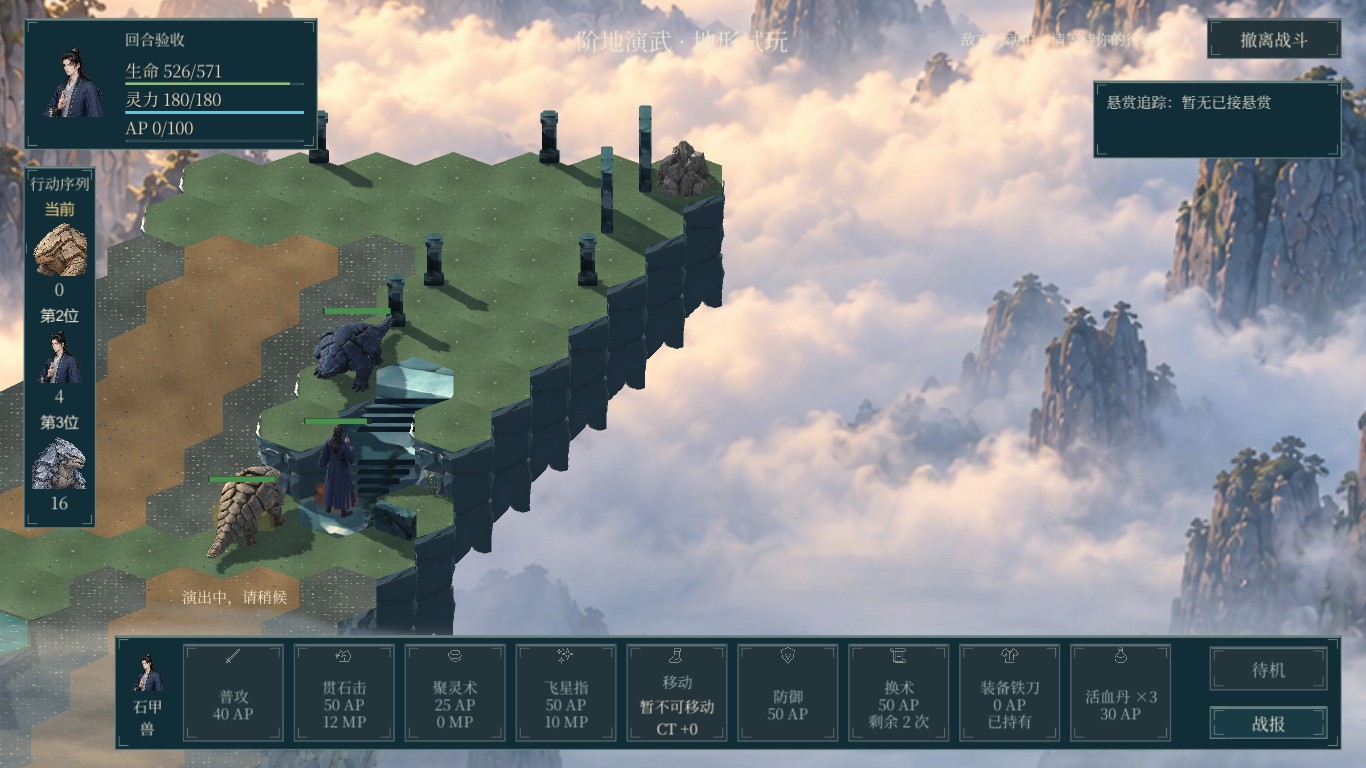 回合验收
生命 526/571
灵力 180/180
AP 0/100
阶地演武 · 地形试玩
撤离战斗
悬赏追踪：暂无已接悬赏
行动序列
当前
0
第2位
4
第3位
16
演出中，请稍候
石甲
兽
普攻
40 AP
贯石击
50 AP
12 MP
聚灵术
25 AP
0 MP
飞星指
50 AP
10 MP
移动
暂不可移动
CT +0
防御
50 AP
换术
50 AP
剩余 2 次
装备铁刀
0 AP
已持有
活血丹 ×3
30 AP
待机
战报